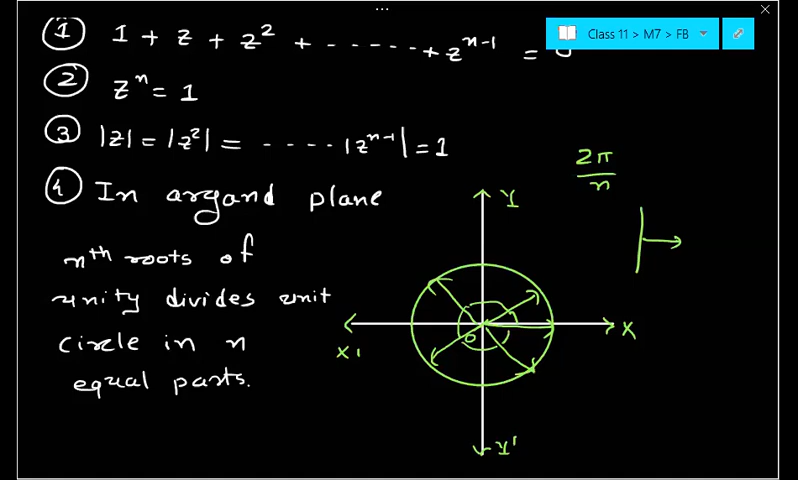 ...
Class 11 > M7 > FB
① 1 + z + z² + ...... + zⁿ⁻¹ =
② zⁿ = 1
③ |z| = |z²| = ..... |zⁿ⁻¹| = 1
④ In argand plane
nth roots of
unity divides unit
circle in n
equal parts.
2π/n
Y
X
O
X'
Y'